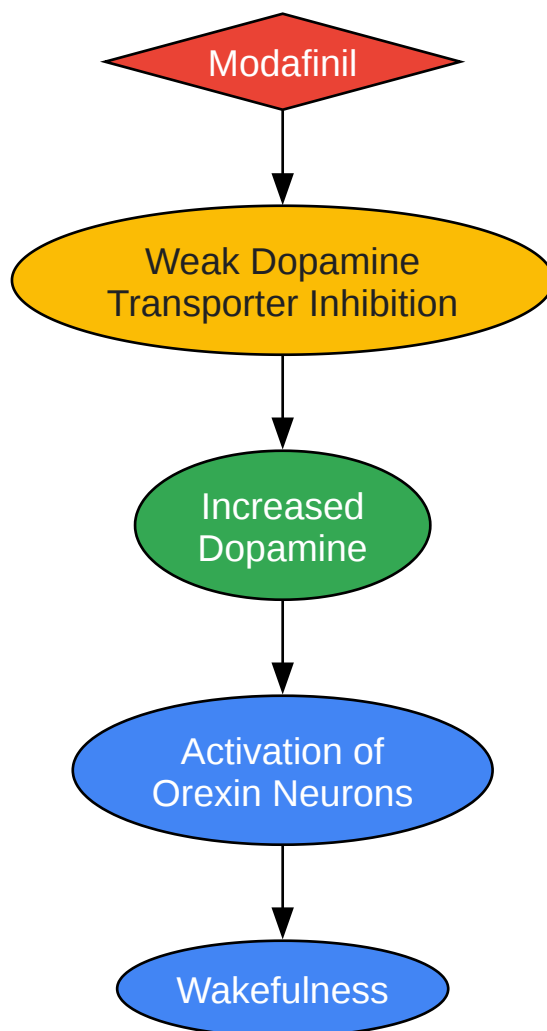 Modafinil
Weak Dopamine
Transporter Inhibition
Increased
Dopamine
Activation of
Orexin Neurons
Wakefulness